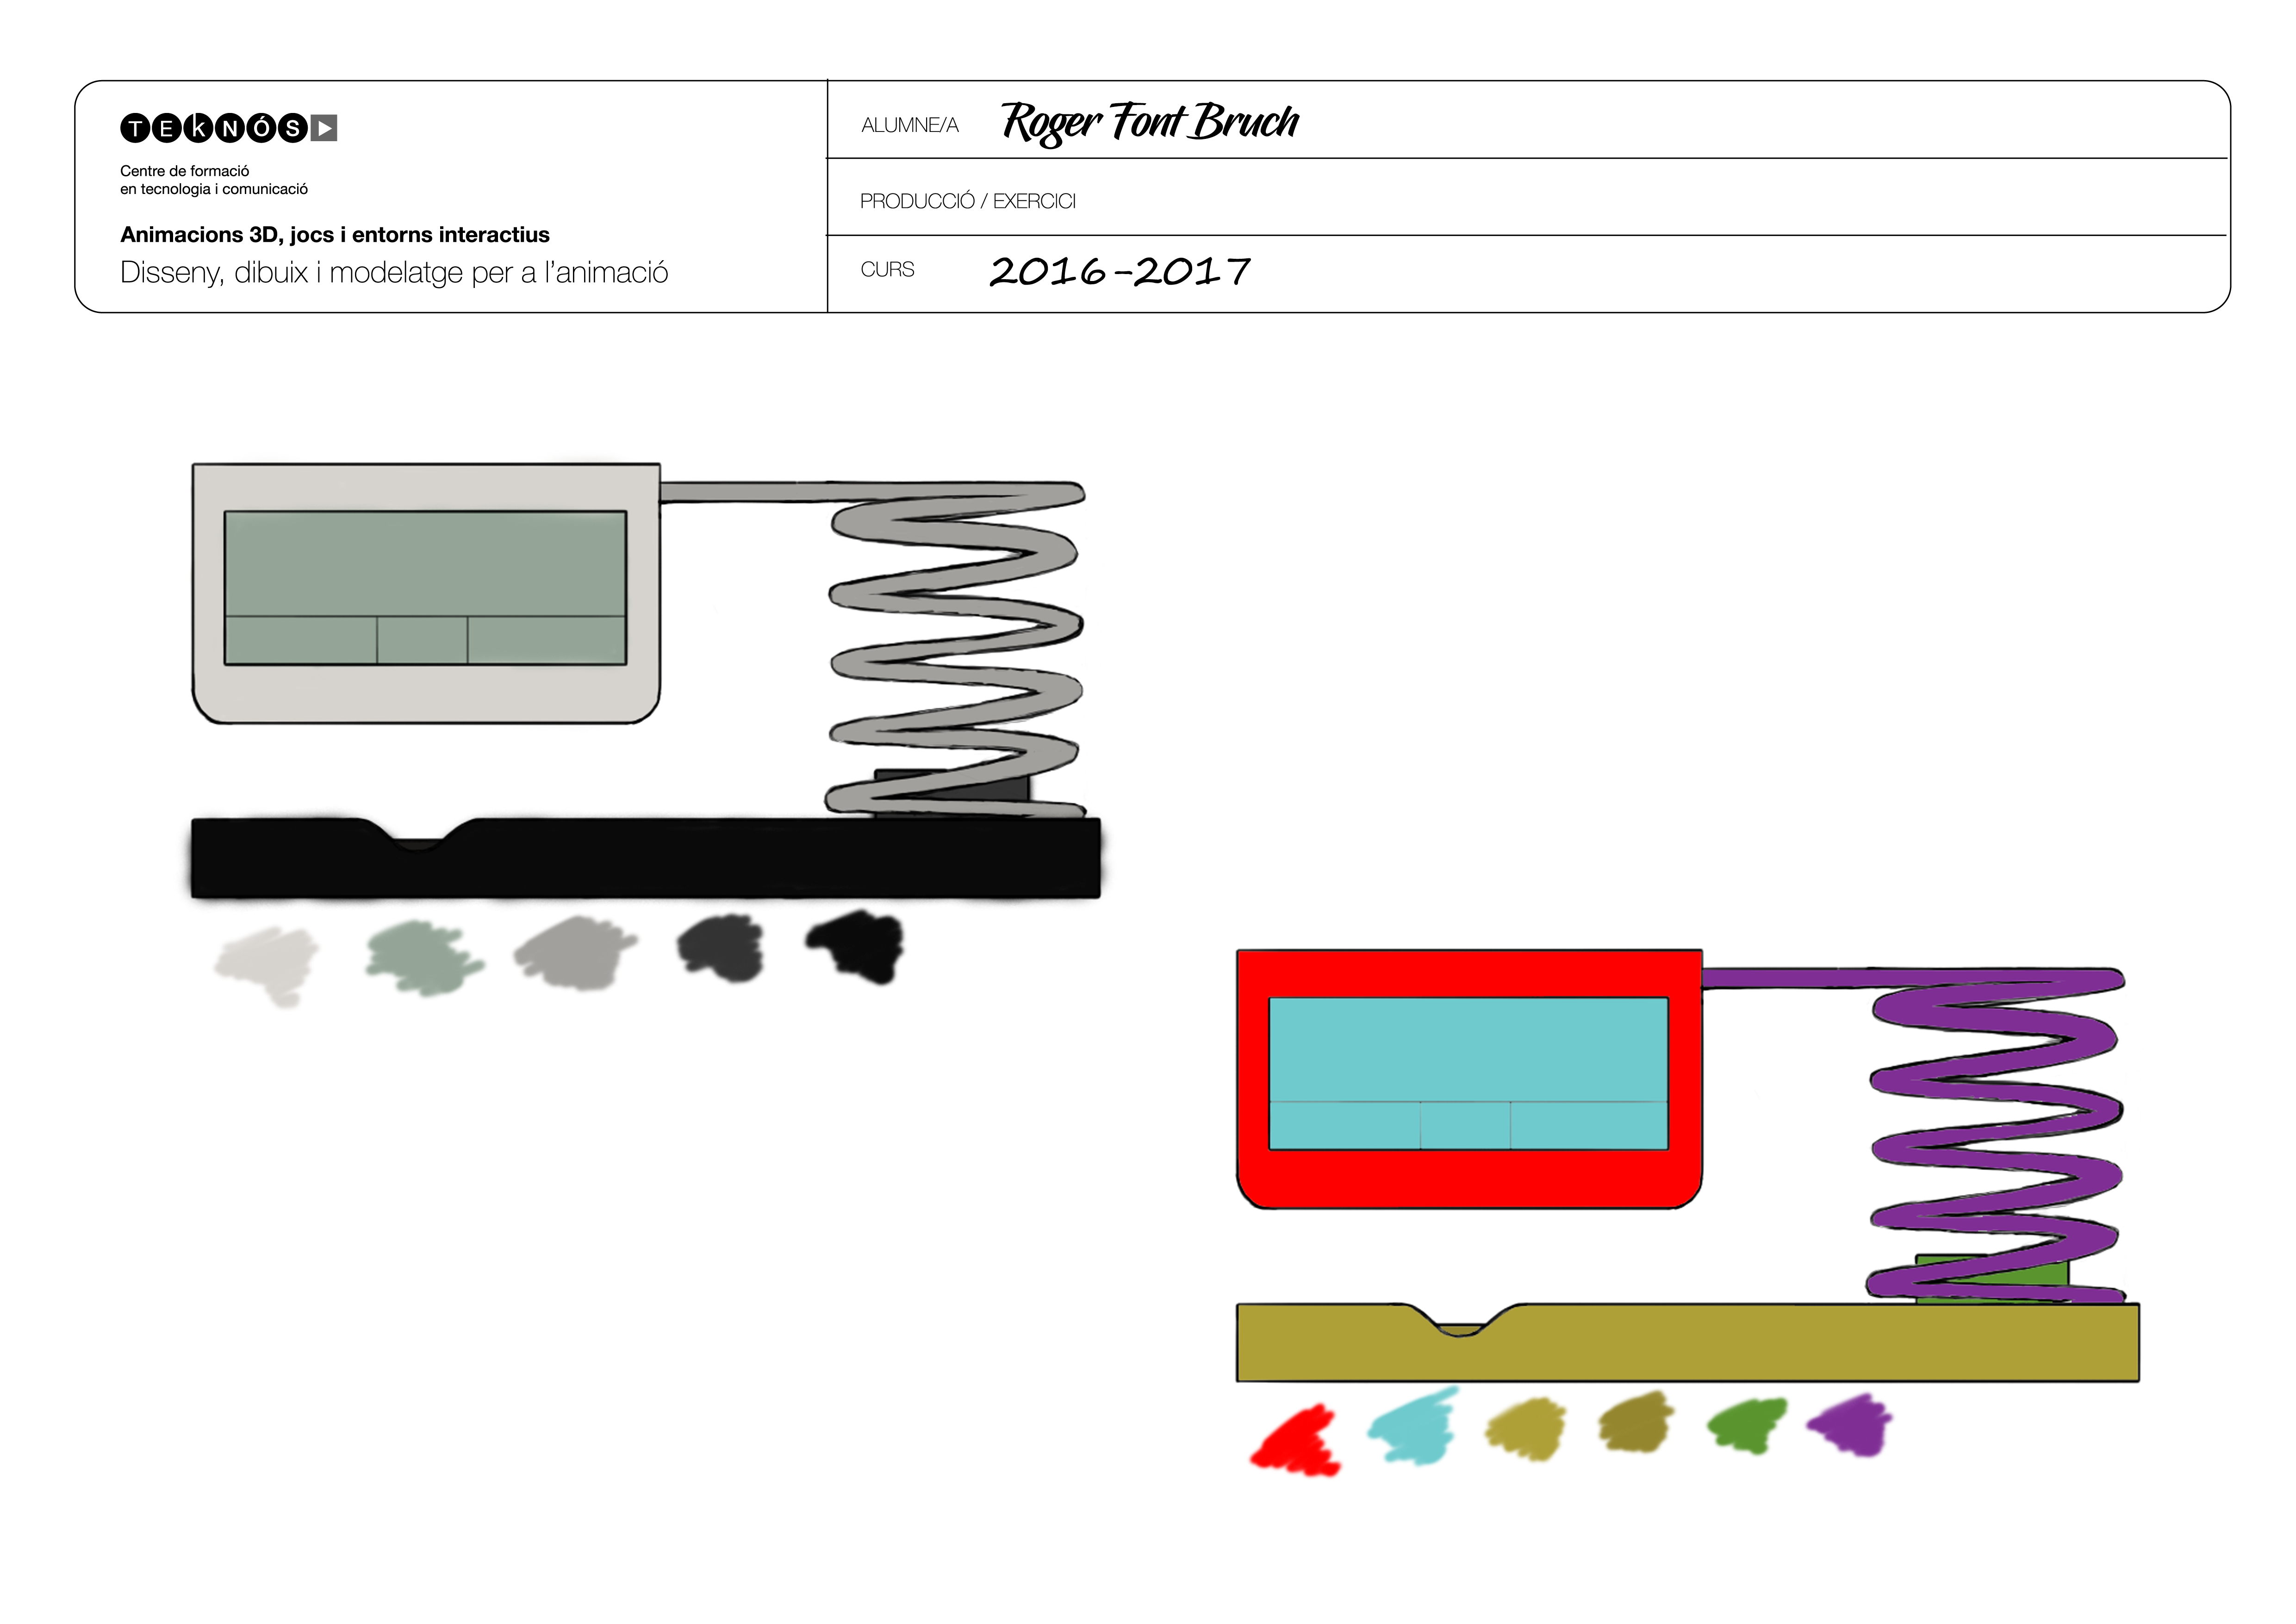 TEkNÓS
Centre de formació
en tecnologia i comunicació
Animacions 3D, jocs i entorns interactius
Disseny, dibuix i modelatge per a l'animació
ALUMNE/A Roger Font Bruch
PRODUCCIÓ / EXERCICI
CURS 2016-2017